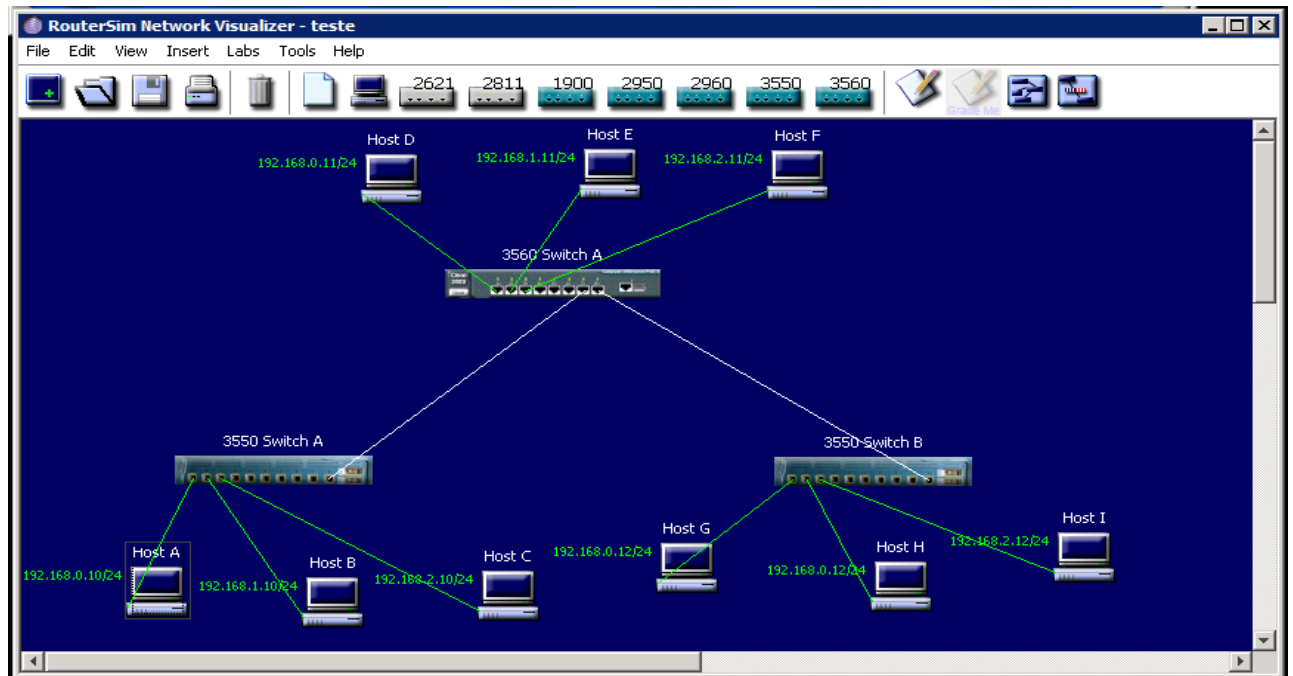 RouterSim Network Visualizer - teste
File Edit View Insert Labs Tools Help
2621 2811 1900 2950 2960 3550 3560
Grade Me
Host D Host E Host F
192.168.0.11/24 192.168.1.11/24 192.168.2.11/24
3560 Switch A
3550 Switch A 3550 Switch B
Host A Host B Host C Host G Host H Host I
192.168.0.10/24 192.168.1.10/24 192.168.2.10/24 192.168.0.12/24 192.168.0.12/24 192.168.2.12/24